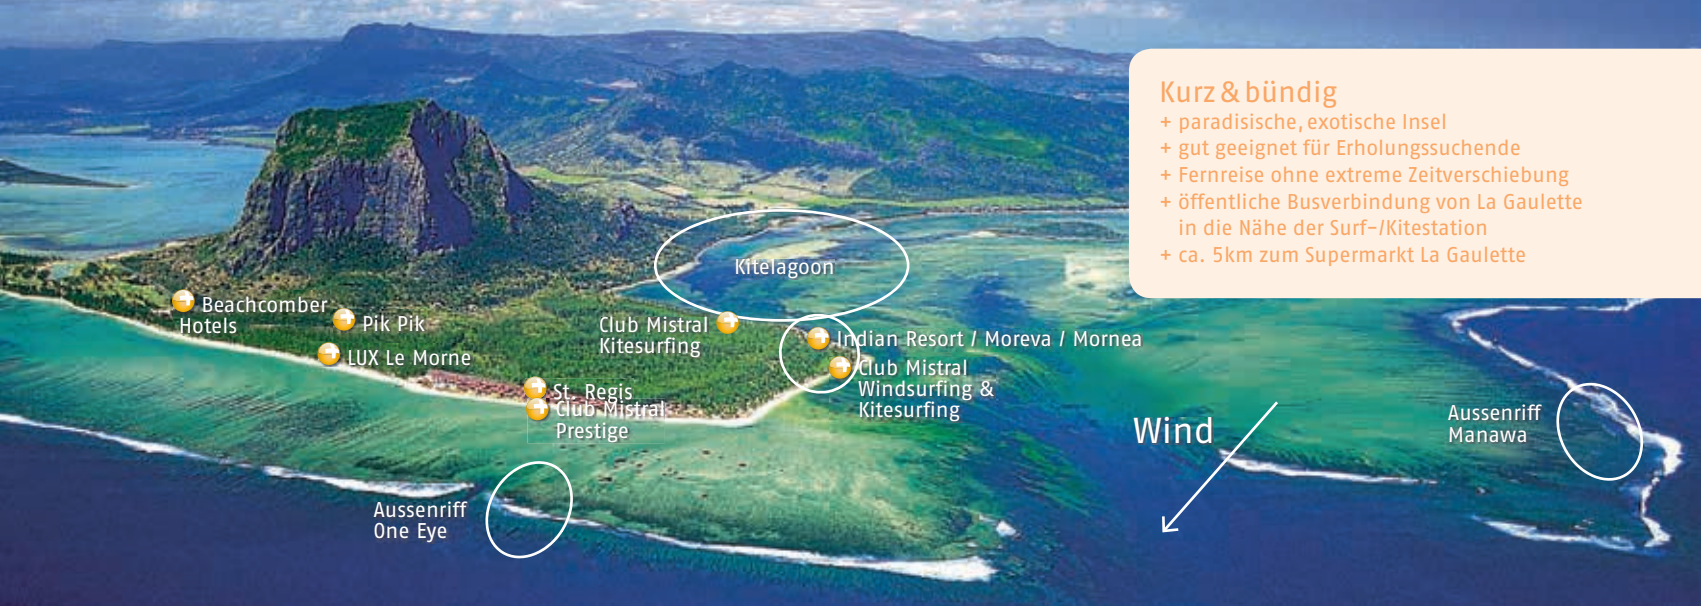 Kurz & bündig
+ paradisische, exotische Insel
+ gut geeignet für Erholungssuchende
+ Fernreise ohne extreme Zeitverschiebung
+ öffentliche Busverbindung von La Gaulette
in die Nähe der Surf-/Kitestation
+ ca. 5km zum Supermarkt La Gaulette
Kitelagoon
Beachcomber
Hotels
Pik Pik
LUX Le Morne
Club Mistral
Kitesurfing
Indian Resort / Moreva / Mornea
Club Mistral
Windsurfing &
Kitesurfing
St. Regis
Club Mistral
Prestige
Wind
Aussenriff
Manawa
Aussenriff
One Eye